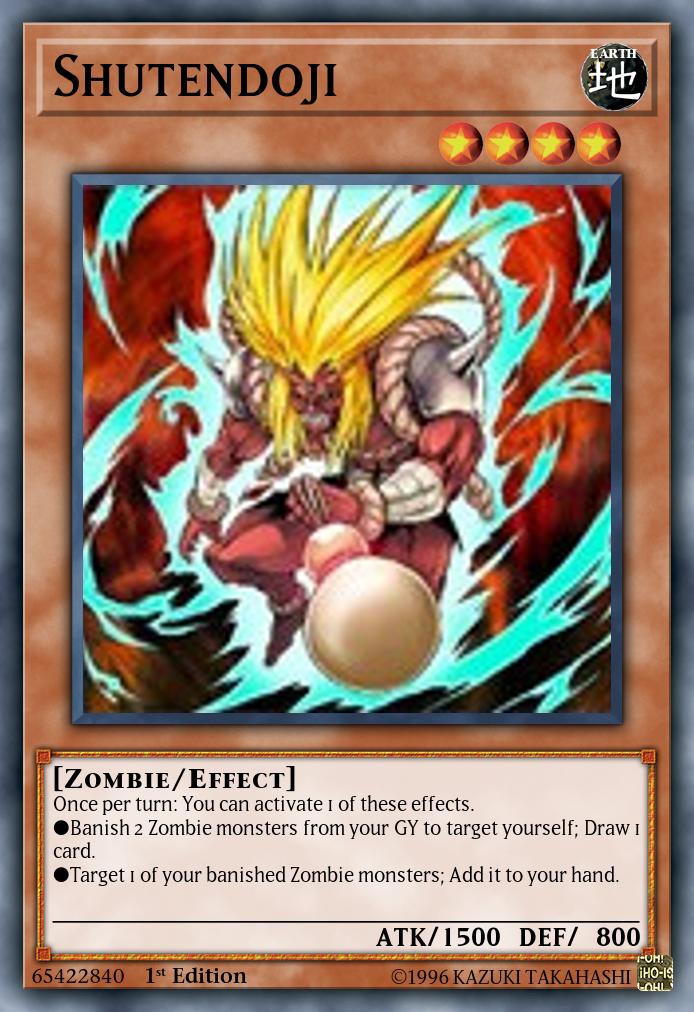 SHUTENDOJI
EARTH
地
[ZOMBIE/EFFECT]
Once per turn: You can activate 1 of these effects.
●Banish 2 Zombie monsters from your GY to target yourself; Draw 1
card.
●Target 1 of your banished Zombie monsters; Add it to your hand.
ATK/1500 DEF/ 800
65422840 1st Edition ©1996 KAZUKI TAKAHASHI